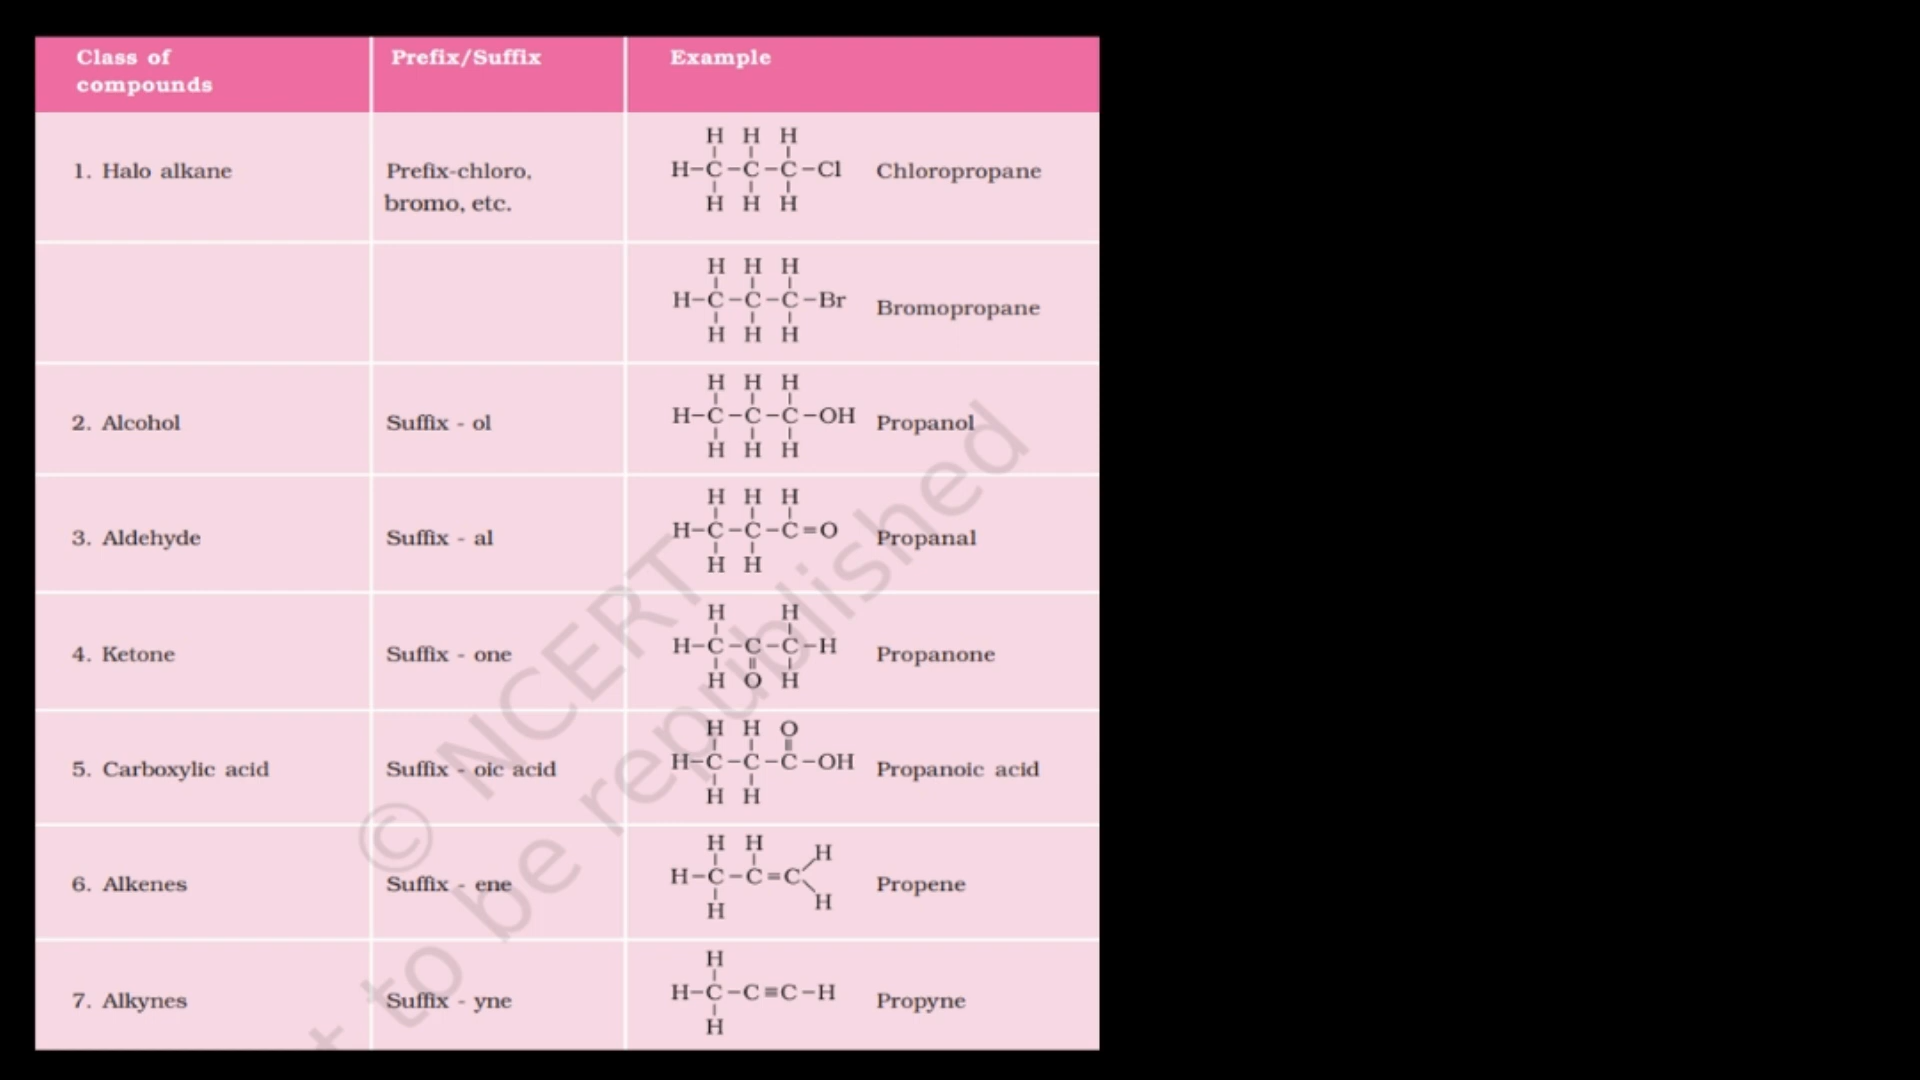 Class of compounds Prefix/Suffix Example
H H H
1. Halo alkane Prefix-chloro, H-C-C-C-Cl Chloropropane
bromo, etc. H H H
H H H
H-C-C-C-Br Bromopropane
H H H
H H H
2. Alcohol Suffix - ol H-C-C-C-OH Propanol
H H H
H H H
3. Aldehyde Suffix - al H-C-C-C=O Propanal
H H
H H
4. Ketone Suffix - one H-C-C-C-H Propanone
H O H
H H O
5. Carboxylic acid Suffix - oic acid H-C-C-C-OH Propanoic acid
H H
H H H
6. Alkenes Suffix - ene H-C-C=C Propene
H H
H
7. Alkynes Suffix - yne H-C-C≡C-H Propyne
H
© NCERT
to be republished